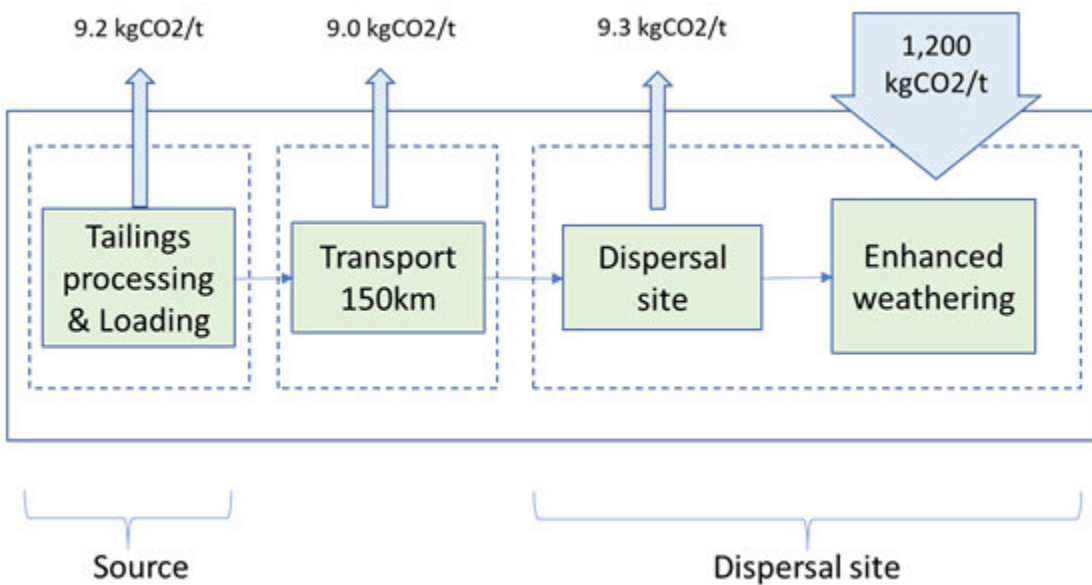 9.2 kgCO2/t
9.0 kgCO2/t
9.3 kgCO2/t
1,200
kgCO2/t
Tailings
processing
& Loading
Transport
150km
Dispersal
site
Enhanced
weathering
Source
Dispersal site